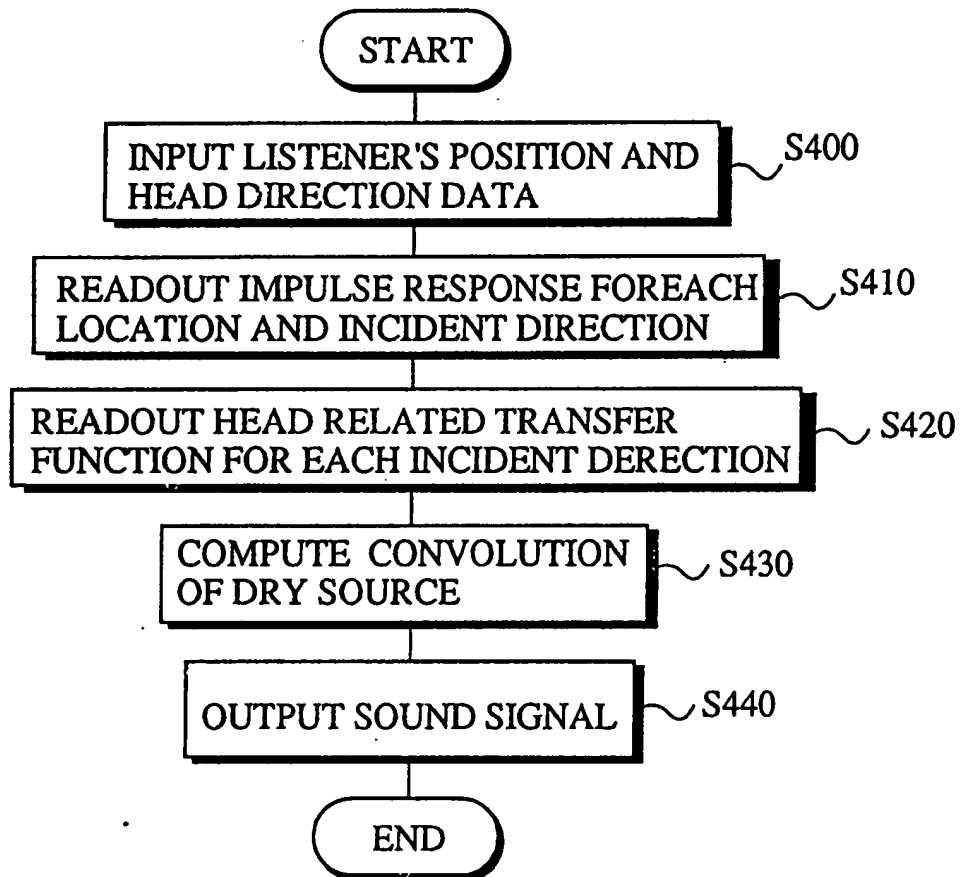 START
INPUT LISTENER'S POSITION AND
HEAD DIRECTION DATA
S400
READOUT IMPULSE RESPONSE FOREACH
LOCATION AND INCIDENT DIRECTION
S410
READOUT HEAD RELATED TRANSFER
FUNCTION FOR EACH INCIDENT DERECTION
S420
COMPUTE CONVOLUTION
OF DRY SOURCE
S430
OUTPUT SOUND SIGNAL
S440
END